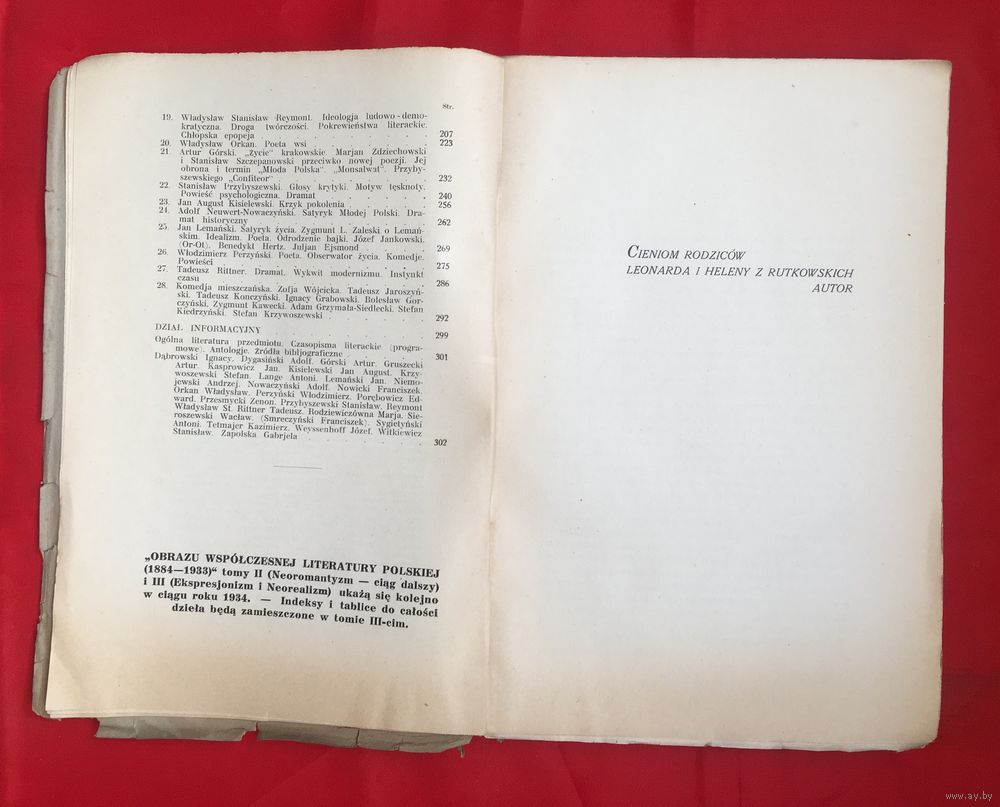 Str.
19. Władysław Stanisław Reymont. Ideologja ludowo-demo-
kratyczna. Droga twórczości. Pokrewieństwa literackie.
Chłopska epopeja . . . . . . . . 207
20. Władysław Orkan. Poeta wsi . . . . . . 223
21. Artur Górski. „Życie" krakowskie. Marjan Zdziechowski
i Stanisław Szczepanowski przeciwko nowej poezji. Jej
obrona i termin „Młoda Polska". „Monsalwat". Przyby-
szewskiego „Confiteor" . . . . . . . 232
22. Stanisław Przybyszewski. Głosy krytyki. Motyw tęsknoty.
Powieść psychologiczna. Dramat . . . . . 240
23. Jan August Kisielewski. Krzyk pokolenia . . . . 256
24. Adolf Neuwert-Nowaczyński. Satyryk Młodej Polski. Dra-
mat historyczny . . . . . . . . 262
25. Jan Lemański. Satyryk życia. Zygmunt L. Zaleski o Lemań-
skim. Idealizm. Poeta. Odrodzenie bajki. Józef Jankowski.
(Or-Ot). Benedykt Hertz. Juljan Ejsmond . . . . 269
26. Włodzimierz Perzyński. Poeta. Obserwator życia. Komedje.
Powieści . . . . . . . . . 275
27. Tadeusz Rittner. Dramat. Wykwit modernizmu. Instynkt
czasu . . . . . . . . . 286
28. Komedja mieszczańska. Zofja Wójcicka. Tadeusz Jaroszyń-
ski. Tadeusz Konczyński. Ignacy Grabowski. Bolesław Gor-
czyński. Zygmunt Kawecki. Adam Grzymała-Siedlecki. Stefan
Kiedrzyński. Stefan Krzywoszewski . . . . . 292
DZIAŁ INFORMACYJNY . . . . . . . 299
Ogólna literatura przedmiotu. Czasopisma literackie (progra-
mowe). Antologje. Źródła bibljograficzne . . . . 301
Dąbrowski Ignacy. Dygasiński Adolf. Górski Artur. Gruszecki
Artur. Kasprowicz Jan. Kisielewski Jan August. Krzy-
woszewski Stefan. Lange Antoni. Lemański Jan. Niemo-
jewski Andrzej. Nowaczyński Adolf. Nowicki Franciszek.
Orkan Władysław. Perzyński Włodzimierz. Porębowicz Ed-
ward. Przesmycki Zenon. Przybyszewski Stanisław. Reymont
Władysław St. Rittner Tadeusz. Rodziewiczówna Marja. Sie-
roszewski Wacław. (Smreczyński Franciszek). Sygietyński
Antoni. Tetmajer Kazimierz. Weyssenhoff Józef. Witkiewicz
Stanisław. Zapolska Gabrjela . . . . . . 302
„OBRAZU WSPÓŁCZESNEJ LITERATURY POLSKIEJ
(1884—1933)" tomy II (Neoromantyzm — ciąg dalszy)
i III (Ekspresjonizm i Neorealizm) ukażą się kolejno
w ciągu roku 1934. — Indeksy i tablice do całości
dzieła będą zamieszczone w tomie III-cim.
CIENIOM RODZICÓW
LEONARDA I HELENY Z RUTKOWSKICH
AUTOR
www.ay.by